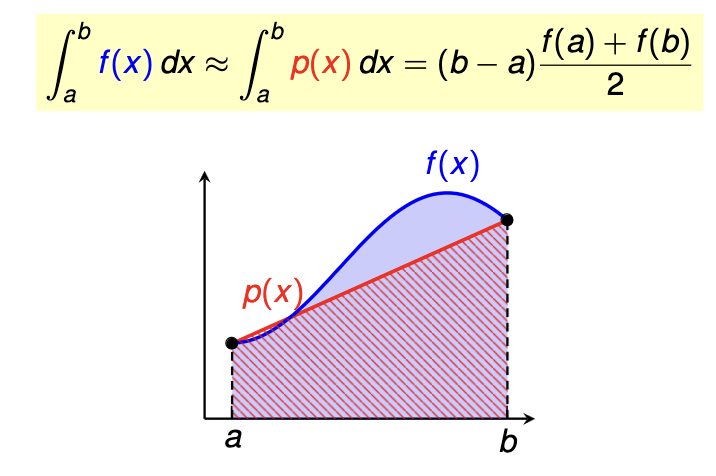 ∫_a^b f(x) dx ≈ ∫_a^b p(x) dx = (b − a) (f(a) + f(b))/2
f(x)
p(x)
a
b